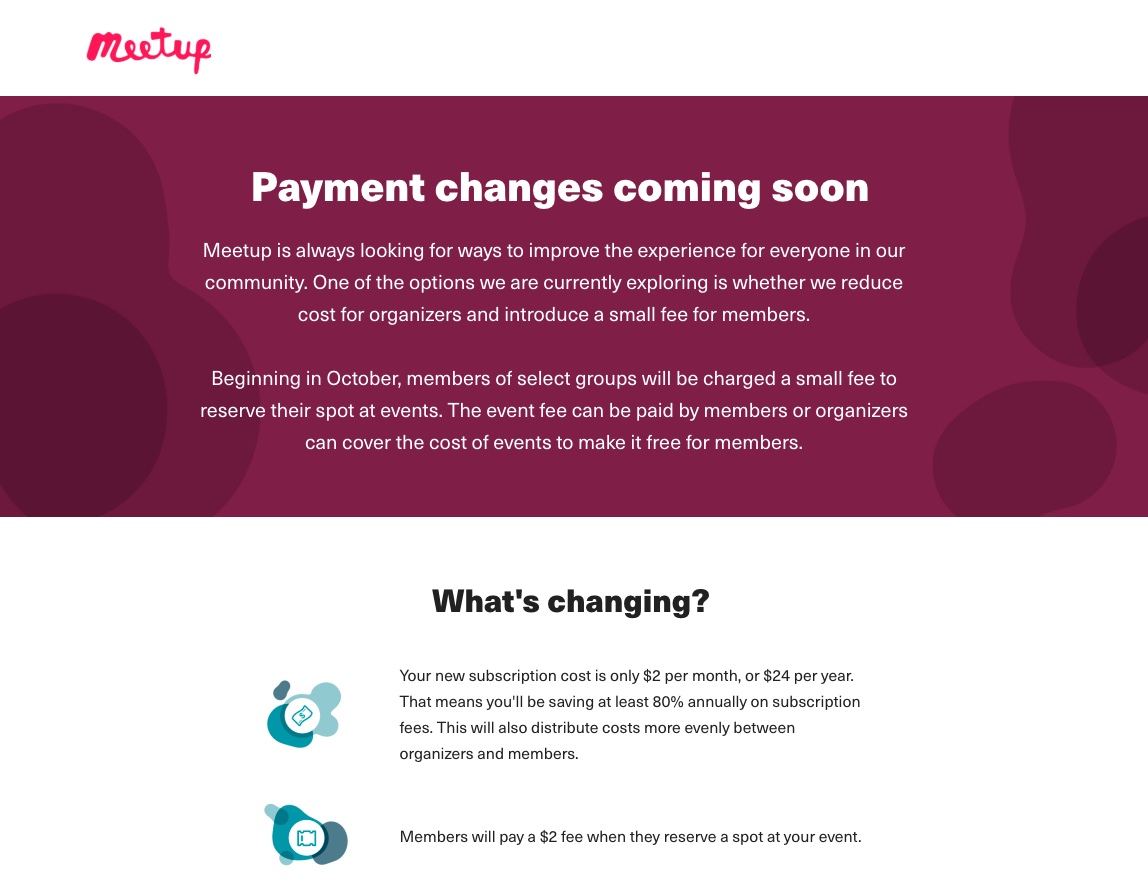 meetup
Payment changes coming soon
Meetup is always looking for ways to improve the experience for everyone in our
community. One of the options we are currently exploring is whether we reduce
cost for organizers and introduce a small fee for members.
Beginning in October, members of select groups will be charged a small fee to
reserve their spot at events. The event fee can be paid by members or organizers
can cover the cost of events to make it free for members.
What's changing?
Your new subscription cost is only $2 per month, or $24 per year.
That means you'll be saving at least 80% annually on subscription
fees. This will also distribute costs more evenly between
organizers and members.
Members will pay a $2 fee when they reserve a spot at your event.